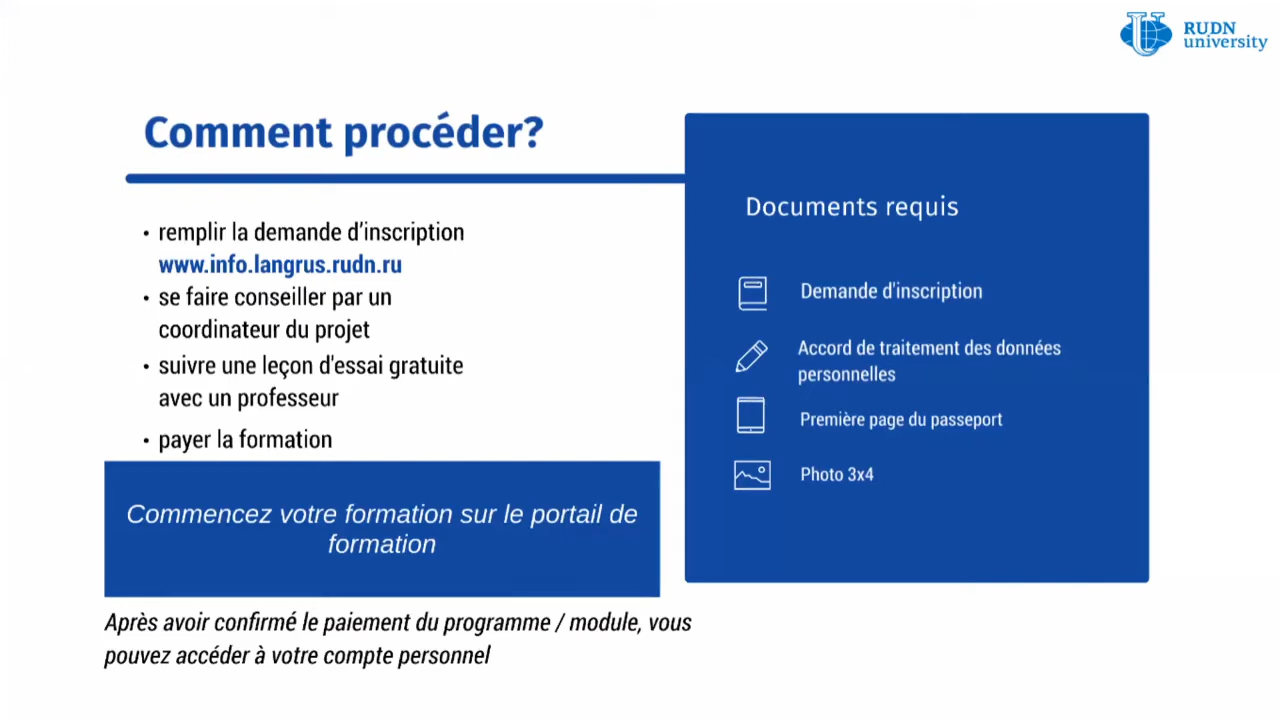 RUDN
university
Comment procéder?
• remplir la demande d’inscription
www.info.langrus.rudn.ru
• se faire conseiller par un
coordinateur du projet
• suivre une leçon d'essai gratuite
avec un professeur
• payer la formation
Commencez votre formation sur le portail de
formation
Après avoir confirmé le paiement du programme / module, vous
pouvez accéder à votre compte personnel
Documents requis
Demande d'inscription
Accord de traitement des données
personnelles
Première page du passeport
Photo 3x4